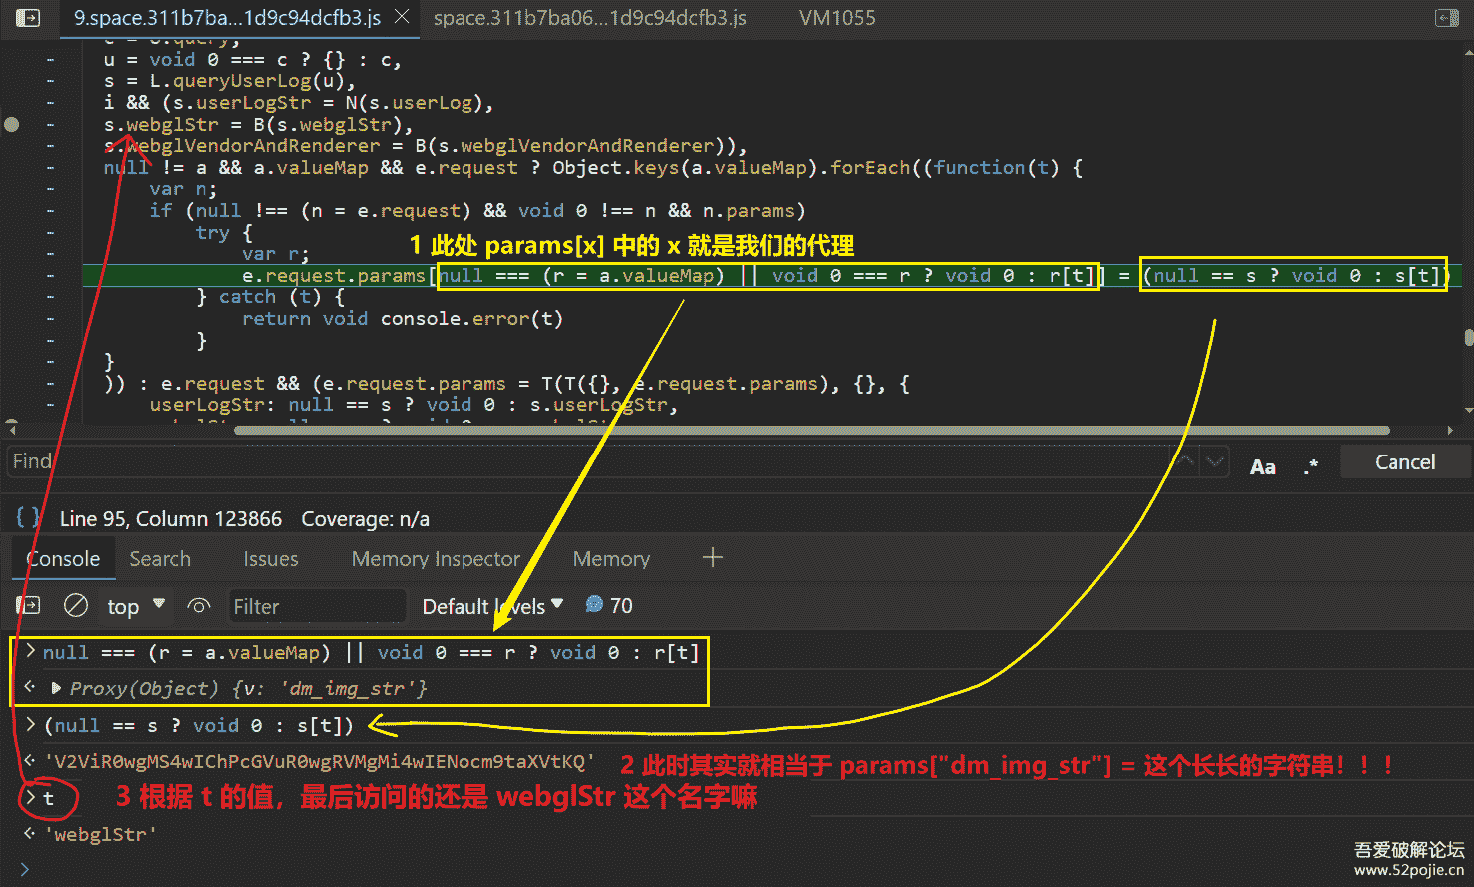 9.space.311b7ba...1d9c94dcfb3.js
space.311b7ba06...1d9c94dcfb3.js
VM1055
u = void 0 === c ? {} : c,
s = L.queryUserLog(u),
i && (s.userLogStr = N(s.userLog),
s.webglStr = B(s.webglStr),
s.webglVendorAndRenderer = B(s.webglVendorAndRenderer)),
null != a && a.valueMap && e.request ? Object.keys(a.valueMap).forEach((function(t) {
var n;
if (null !== (n = e.request) && void 0 !== n && n.params)
try {
1 此处 params[x] 中的 x 就是我们的代理
var r;
e.request.params[null === (r = a.valueMap) || void 0 === r ? void 0 : r[t]] = (null == s ? void 0 : s[t])
} catch (t) {
return void console.error(t)
}
}
)) : e.request && (e.request.params = T(T({}, e.request.params), {}, {
userLogStr: null == s ? void 0 : s.userLogStr,
Find
Aa
.*
Cancel
{ } Line 95, Column 123866 Coverage: n/a
Console Search Issues Memory Inspector Memory +
top Filter Default levels 70
null === (r = a.valueMap) || void 0 === r ? void 0 : r[t]
Proxy(Object) {v: 'dm_img_str'}
(null == s ? void 0 : s[t])
'V2ViR0wgMS4wIChPcGVuR0wgRVMgMi4wIENocm9taXVtKQ'
2 此时其实就相当于 params["dm_img_str"] = 这个长长的字符串！！！
t
3 根据 t 的值，最后访问的还是 webglStr 这个名字嘛
'webglStr'
吾爱破解论坛
www.52pojie.cn